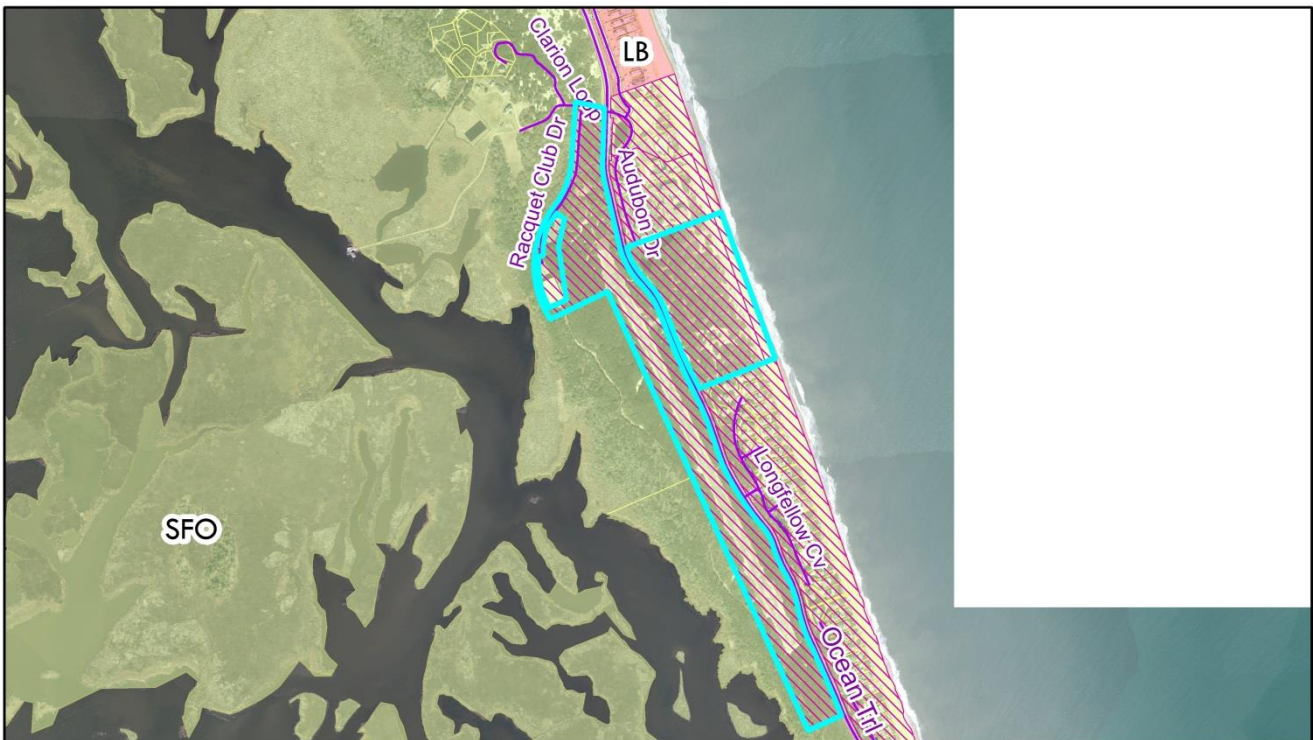 LB
Clarion Loop
Racquet Club Dr
Audubon Dr
Longfellow Cv
SFO
Ocean Trl